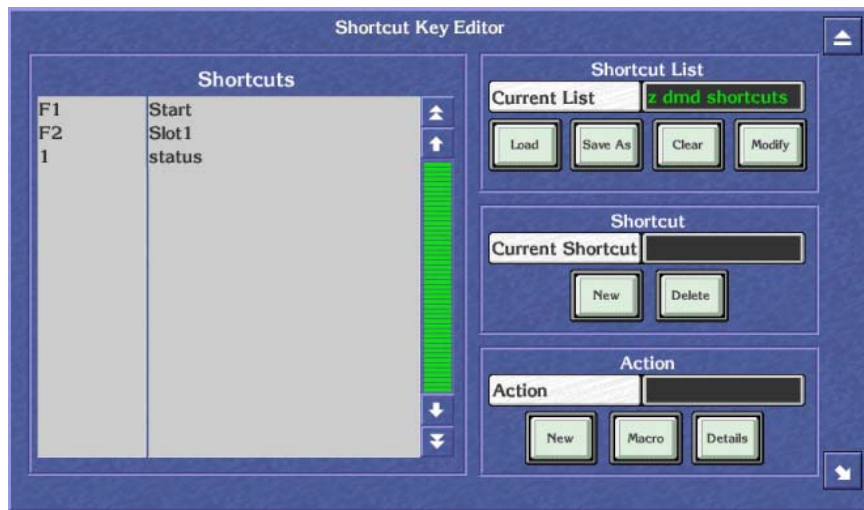 Shortcut Key Editor
Shortcuts
F1 Start
F2 Slot1
1 status
Shortcut List
Current List z dmd shortcuts
Load Save As Clear Modify
Shortcut
Current Shortcut
New Delete
Action
Action
New Macro Details